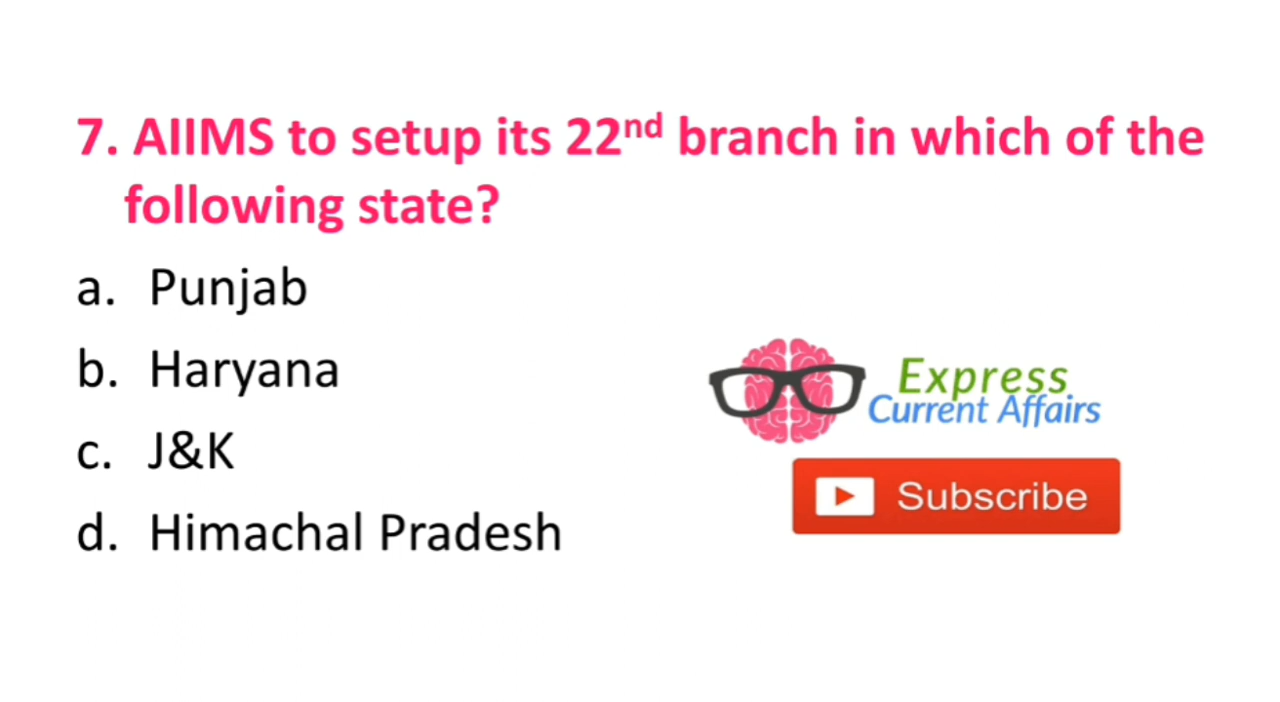 7. AIIMS to setup its 22nd branch in which of the
following state?
a. Punjab
b. Haryana
c. J&K
d. Himachal Pradesh
Express
Current Affairs
Subscribe